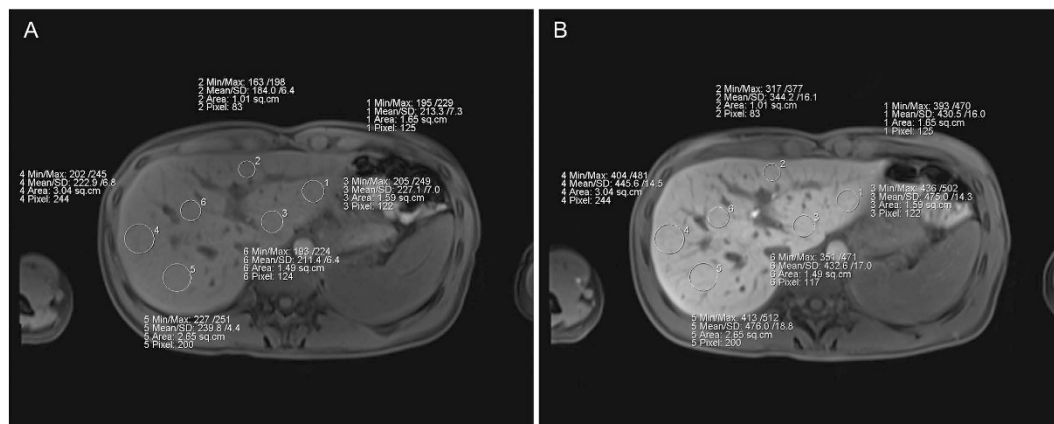 A
2 Min/Max: 163 /198
2 Mean/SD: 184.0 /6.4
2 Area: 1.01 sq.cm
2 Pixel: 83
1 Min/Max: 195 /229
1 Mean/SD: 213.3 /7.3
1 Area: 1.65 sq.cm
1 Pixel: 125
4 Min/Max: 202 /245
4 Mean/SD: 222.9 /6.8
4 Area: 3.04 sq.cm
4 Pixel: 244
3 Min/Max: 205 /249
3 Mean/SD: 227.1 /7.0
3 Area: 1.59 sq.cm
3 Pixel: 122
2
1
6
3
4
5
6 Min/Max: 193 /224
6 Mean/SD: 211.4 /6.4
6 Area: 1.49 sq.cm
6 Pixel: 124
5 Min/Max: 227 /251
5 Mean/SD: 239.8 /4.4
5 Area: 2.65 sq.cm
5 Pixel: 200
B
2 Min/Max: 317 /377
2 Mean/SD: 344.2 /16.1
2 Area: 1.01 sq.cm
2 Pixel: 83
1 Min/Max: 393 /470
1 Mean/SD: 430.5 /16.0
1 Area: 1.65 sq.cm
1 Pixel: 125
4 Min/Max: 404 /481
4 Mean/SD: 445.6 /14.5
4 Area: 3.04 sq.cm
4 Pixel: 244
3 Min/Max: 436 /502
3 Mean/SD: 475.0 /14.3
3 Area: 1.59 sq.cm
3 Pixel: 122
2
1
6
3
4
5
6 Min/Max: 351 /471
6 Mean/SD: 432.6 /17.0
6 Area: 1.49 sq.cm
6 Pixel: 117
5 Min/Max: 413 /512
5 Mean/SD: 476.0 /18.8
5 Area: 2.65 sq.cm
5 Pixel: 200